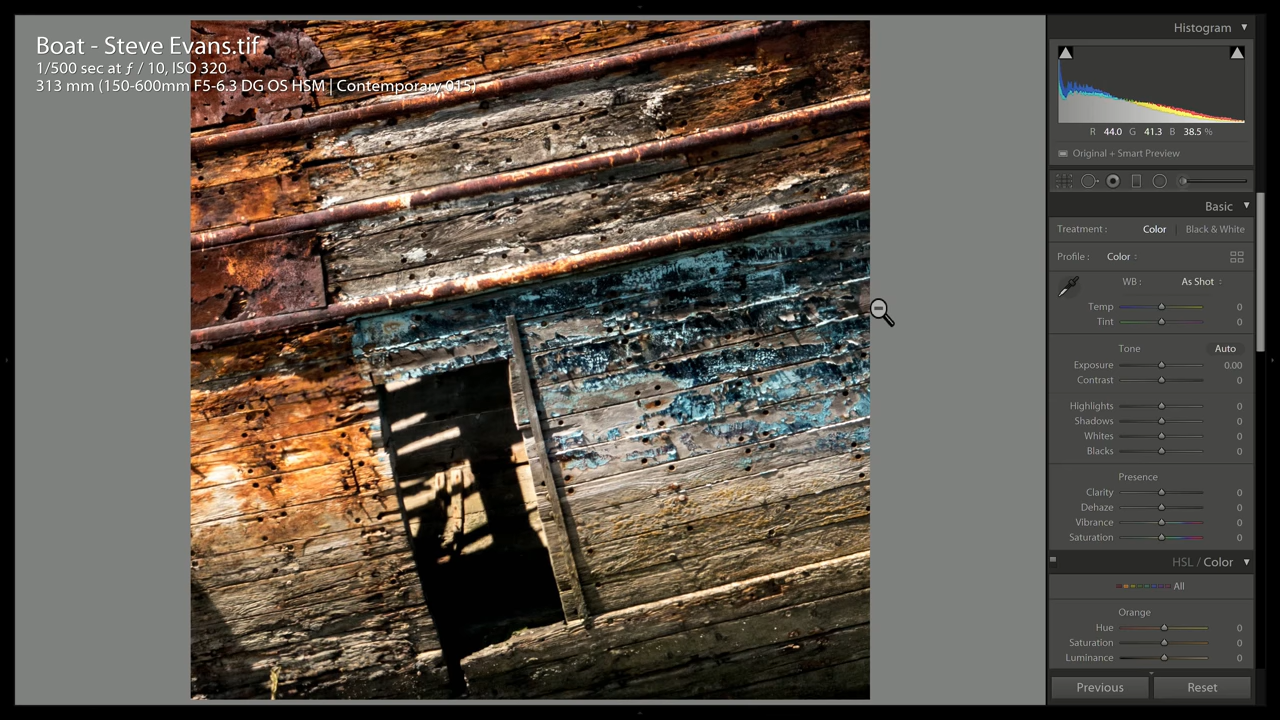 Boat - Steve Evans.tif
1/500 sec at ƒ / 10, ISO 320
313 mm (150-600mm F5-6.3 DG OS HSM | Contemporary 015)
Histogram
R 44.0 G 41.3 B 38.5 %
Original + Smart Preview
Basic
Treatment : Color Black & White
Profile : Color
WB : As Shot
Temp 0
Tint 0
Tone Auto
Exposure 0.00
Contrast 0
Highlights 0
Shadows 0
Whites 0
Blacks 0
Presence
Clarity 0
Dehaze 0
Vibrance 0
Saturation 0
HSL / Color
All
Orange
Hue 0
Saturation 0
Luminance 0
Previous Reset